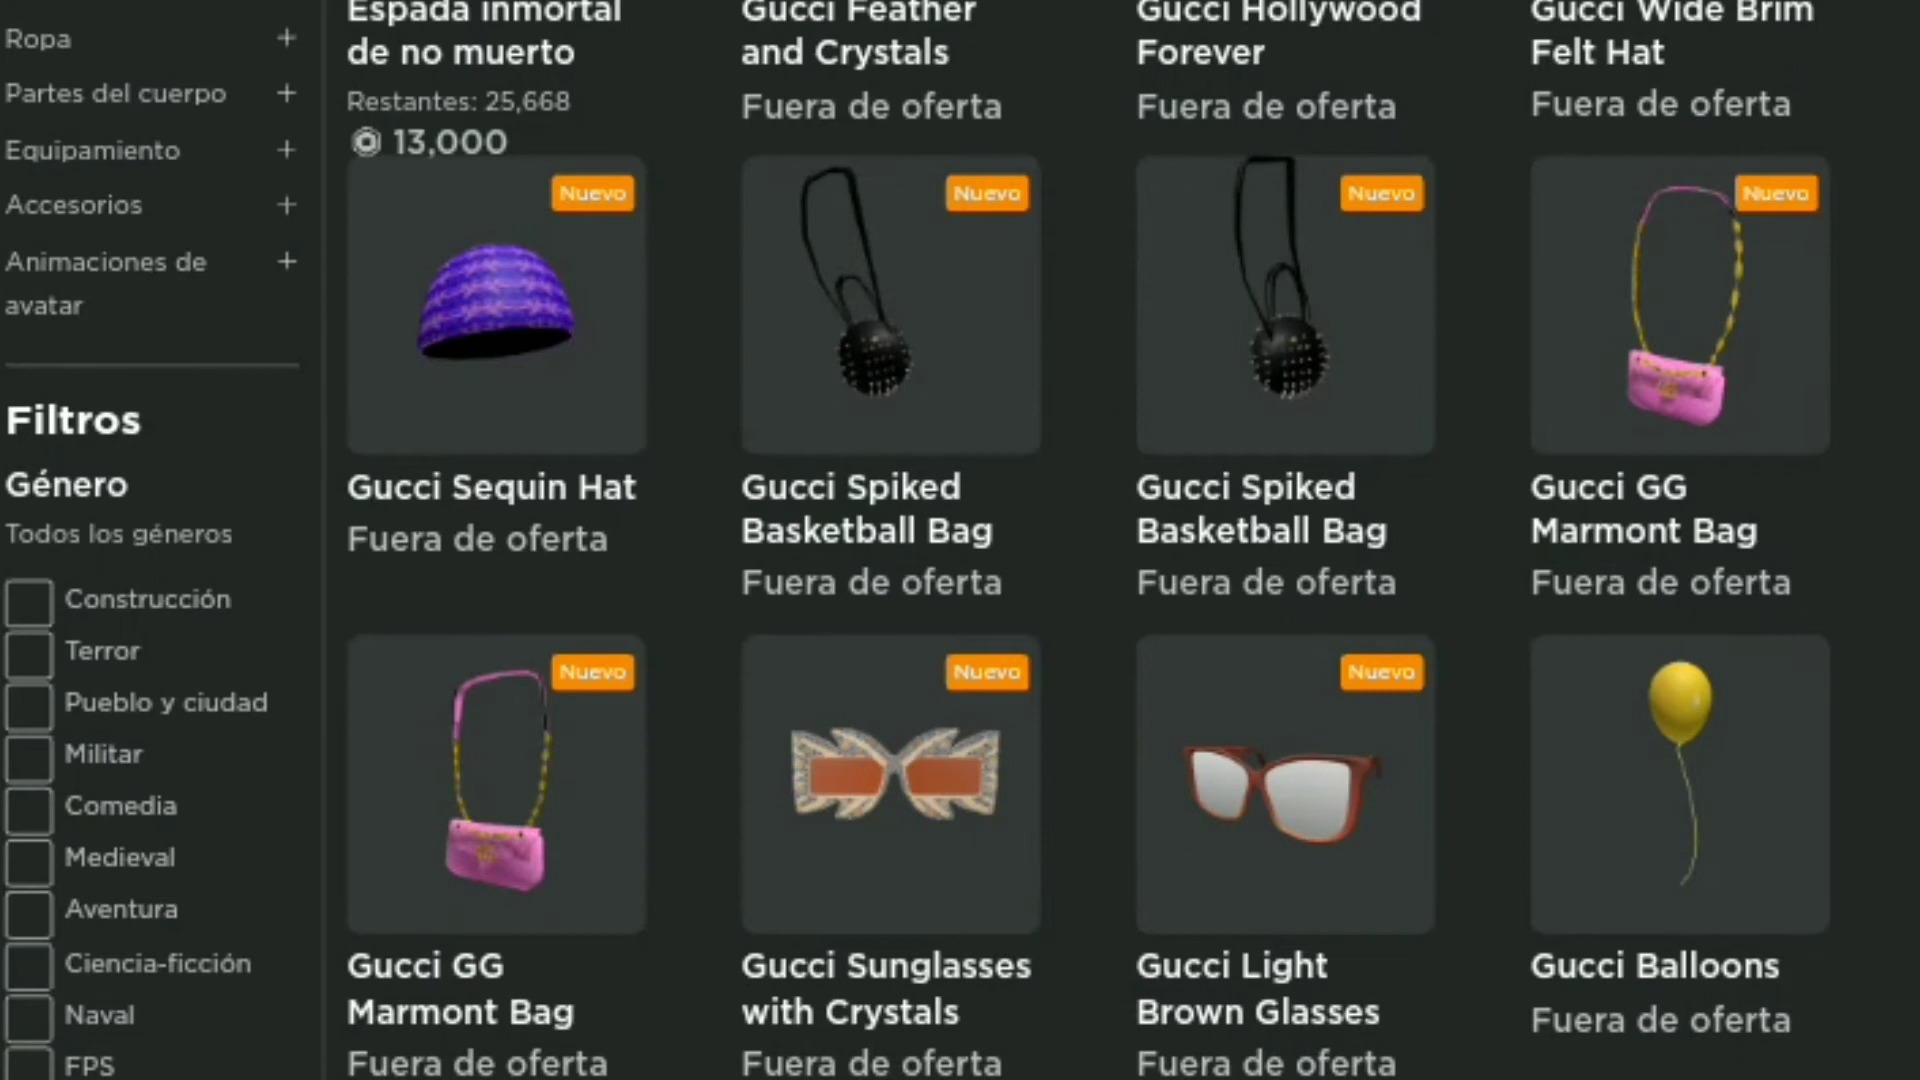 Ropa +
Partes del cuerpo +
Equipamiento +
Accesorios +
Animaciones de +
avatar
Filtros
Género
Todos los géneros
Construcción
Terror
Pueblo y ciudad
Militar
Comedia
Medieval
Aventura
Ciencia-ficción
Naval
FPS
Espada inmortal
de no muerto
Restantes: 25,668
13,000
Gucci Feather
and Crystals
Fuera de oferta
Gucci Hollywood
Forever
Fuera de oferta
Gucci Wide Brim
Felt Hat
Fuera de oferta
Nuevo
Gucci Sequin Hat
Fuera de oferta
Nuevo
Gucci Spiked
Basketball Bag
Fuera de oferta
Nuevo
Gucci Spiked
Basketball Bag
Fuera de oferta
Nuevo
Gucci GG
Marmont Bag
Fuera de oferta
Nuevo
Gucci GG
Marmont Bag
Fuera de oferta
Nuevo
Gucci Sunglasses
with Crystals
Fuera de oferta
Nuevo
Gucci Light
Brown Glasses
Fuera de oferta
Gucci Balloons
Fuera de oferta